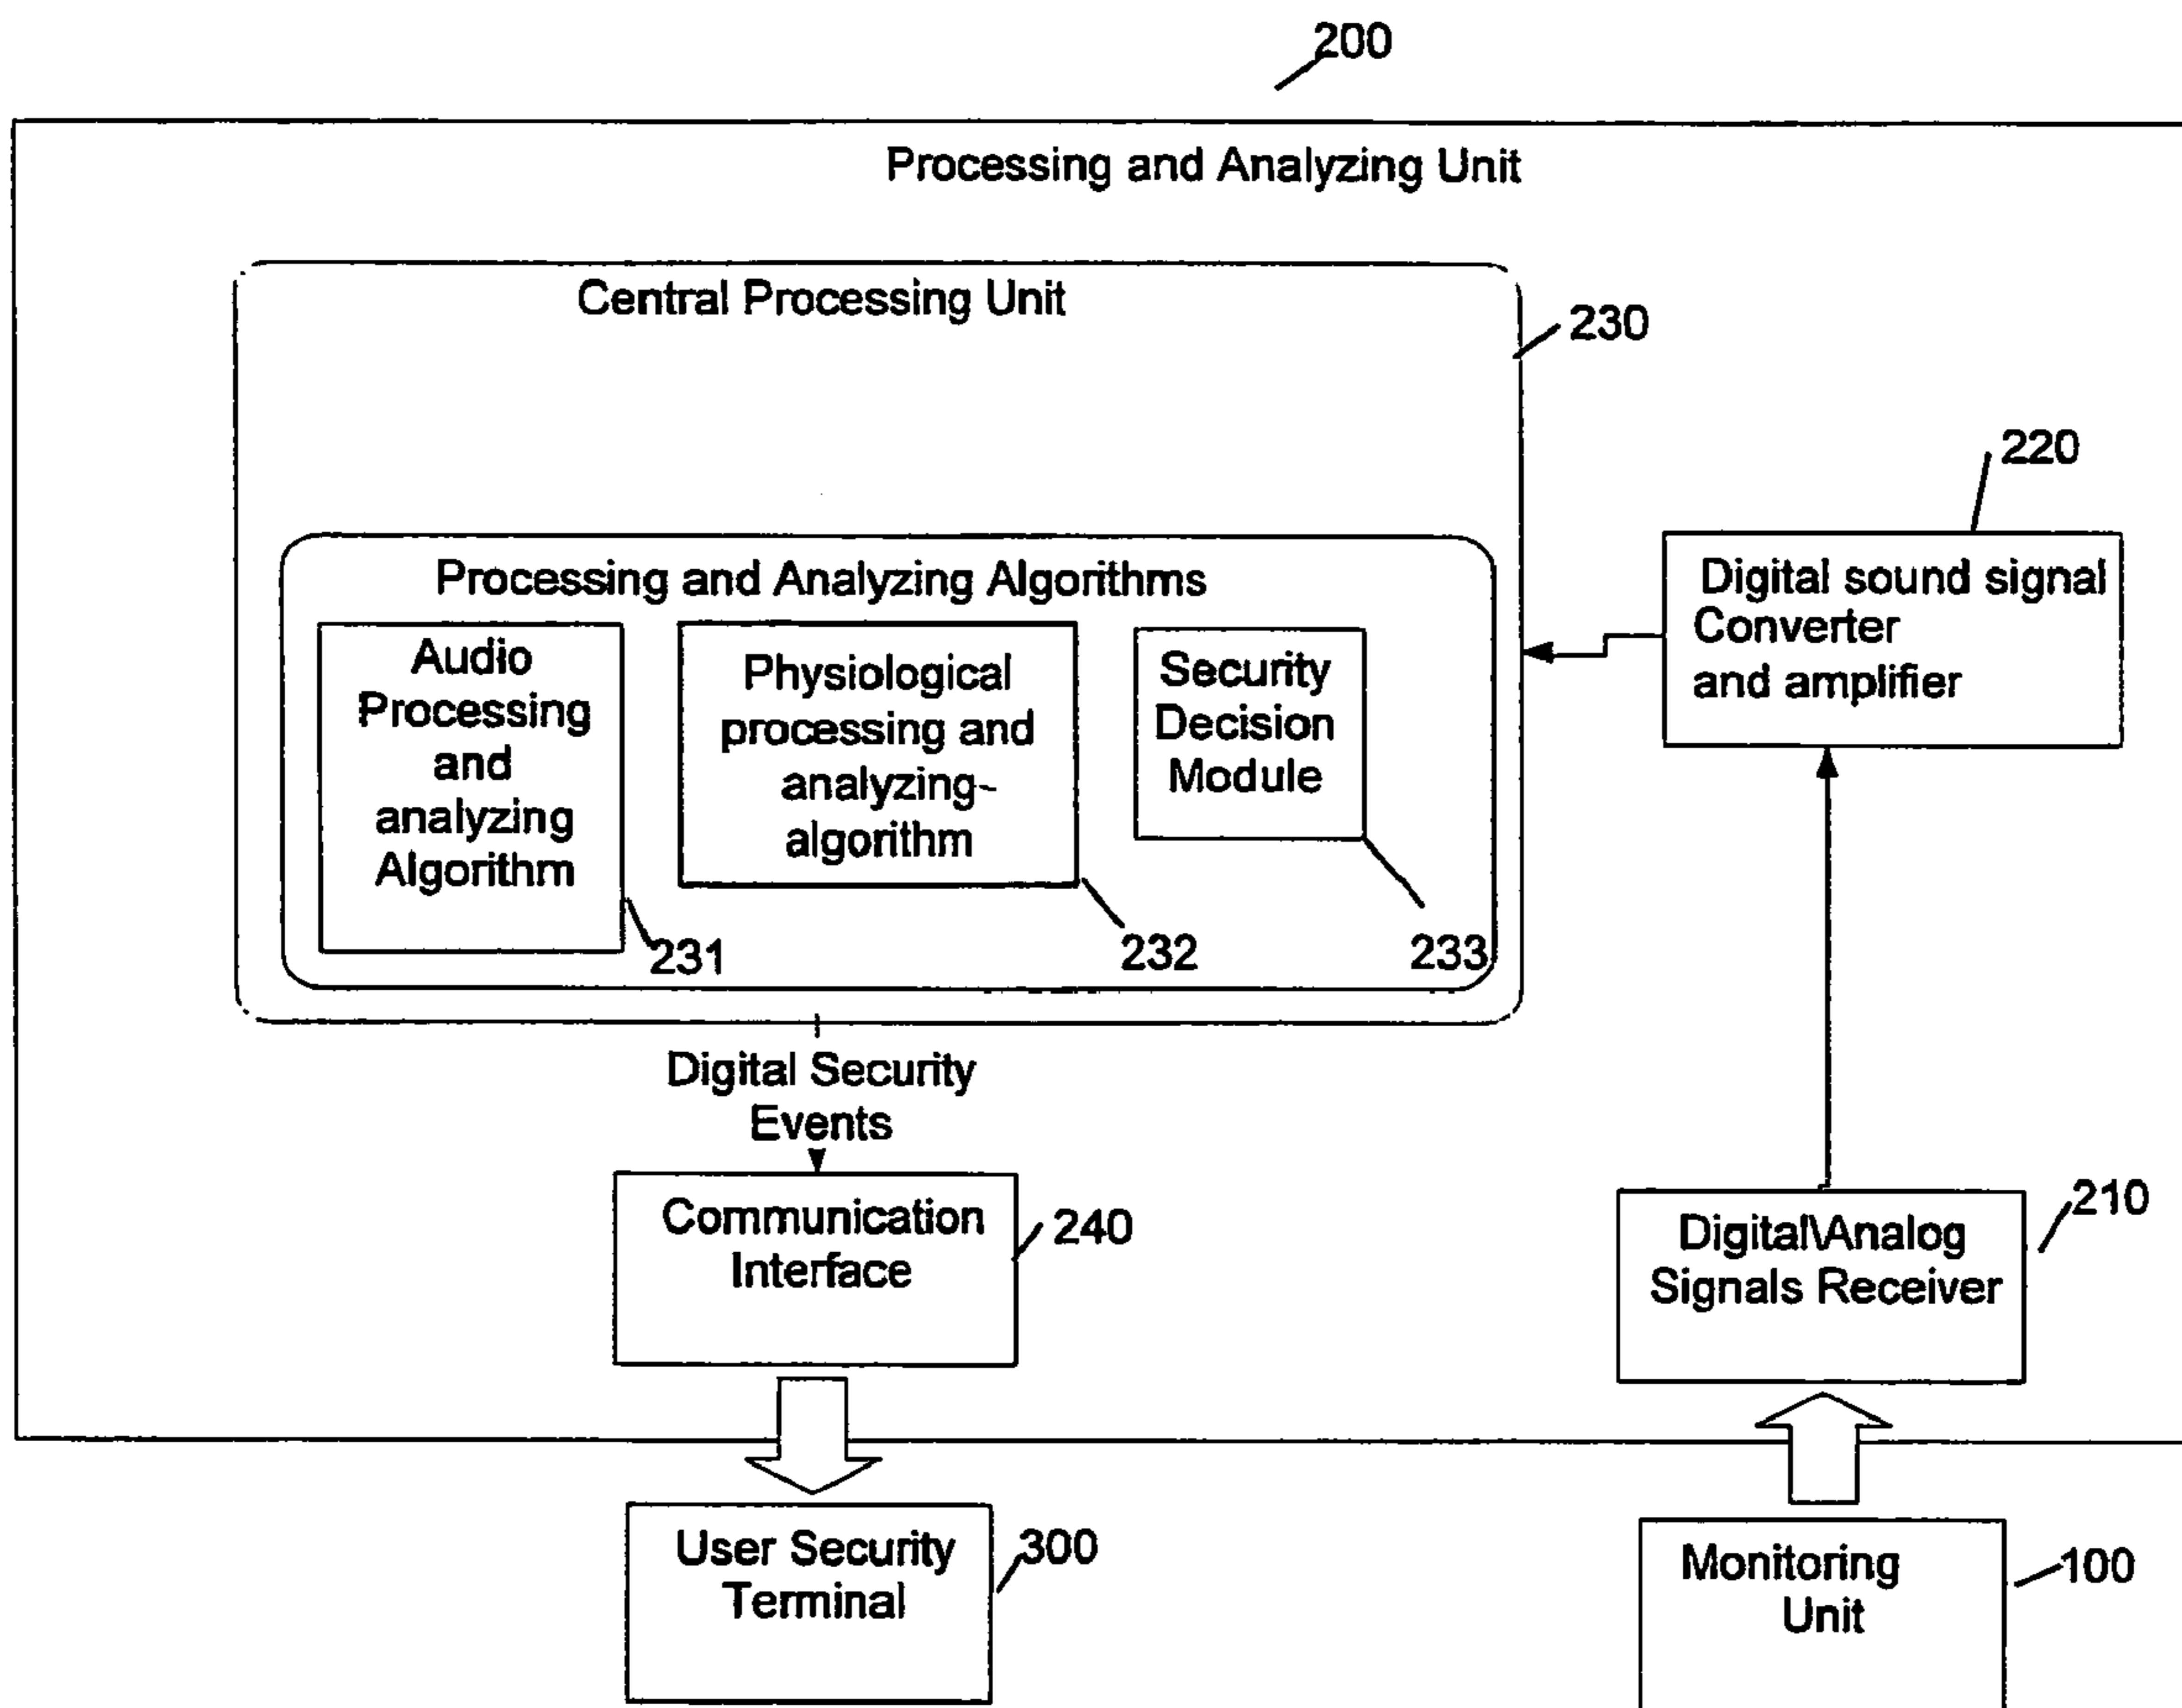 200
Processing and Analyzing Unit
Central Processing Unit
230
220
Processing and Analyzing Algorithms
Audio
Processing
and
analyzing
Algorithm
231
Physiological
processing and
analyzing-
algorithm
232
Security
Decision
Module
233
Digital sound signal
Converter
and amplifier
Digital Security
Events
Communication
Interface
240
Digital\Analog
Signals Receiver
210
User Security
Terminal
300
Monitoring
Unit
100